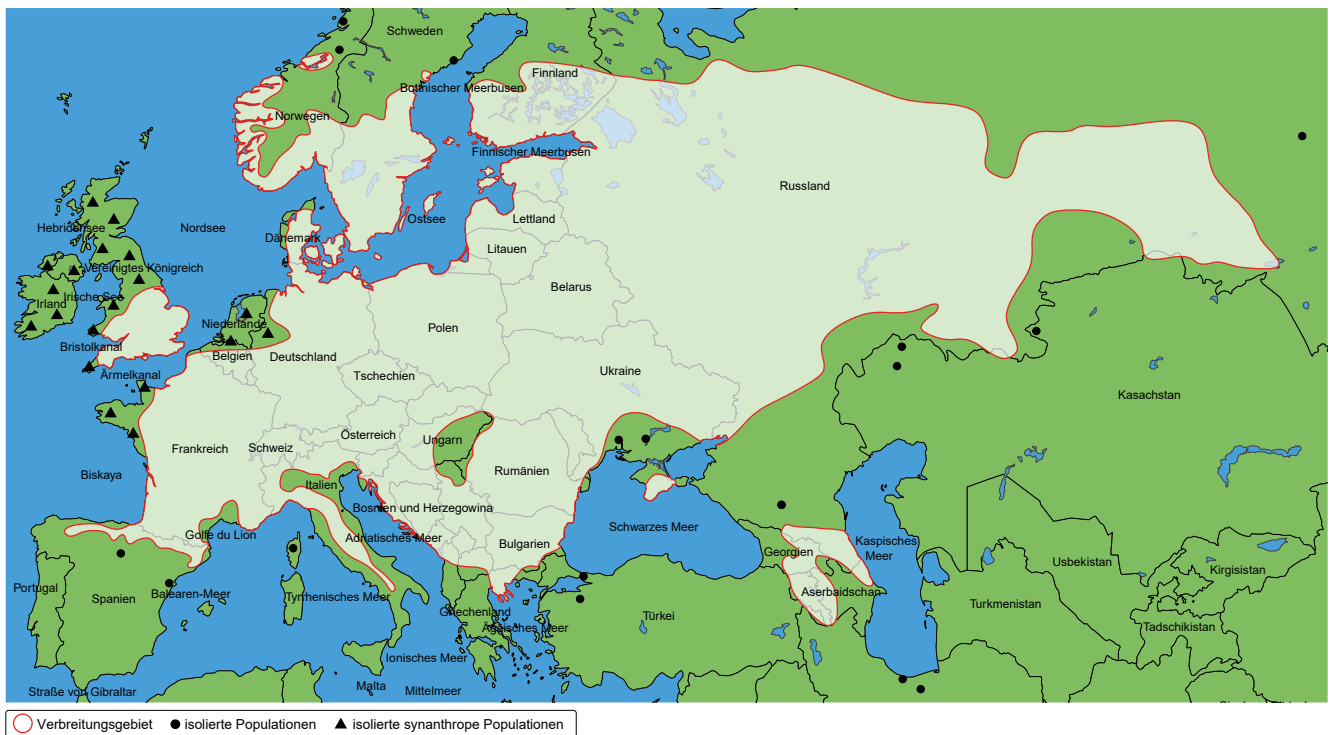 Schweden
Finnland
Bottnischer Meerbusen
Norwegen
Finnischer Meerbusen
Russland
Ostsee
Lettland
Hebridensee
Nordsee
Dänemark
Litauen
Vereinigtes Königreich
Belarus
Irische See
Irland
Niederlande
Polen
Bristolkanal
Belgien
Deutschland
Ärmelkanal
Tschechien
Ukraine
Kasachstan
Österreich
Ungarn
Frankreich
Schweiz
Biskaya
Italien
Rumänien
Bosnien und Herzegowina
Schwarzes Meer
Golfe du Lion
Adriatisches Meer
Bulgarien
Georgien
Kaspisches
Meer
Usbekistan
Kirgisistan
Portugal
Spanien
Balearen-Meer
Tyrrhenisches Meer
Aserbaidschan
Turkmenistan
Griechenland
Türkei
Ägäisches Meer
Tadschikistan
Ionisches Meer
Straße von Gibraltar
Malta
Mittelmeer
Verbreitungsgebiet
isolierte Populationen
isolierte synanthrope Populationen